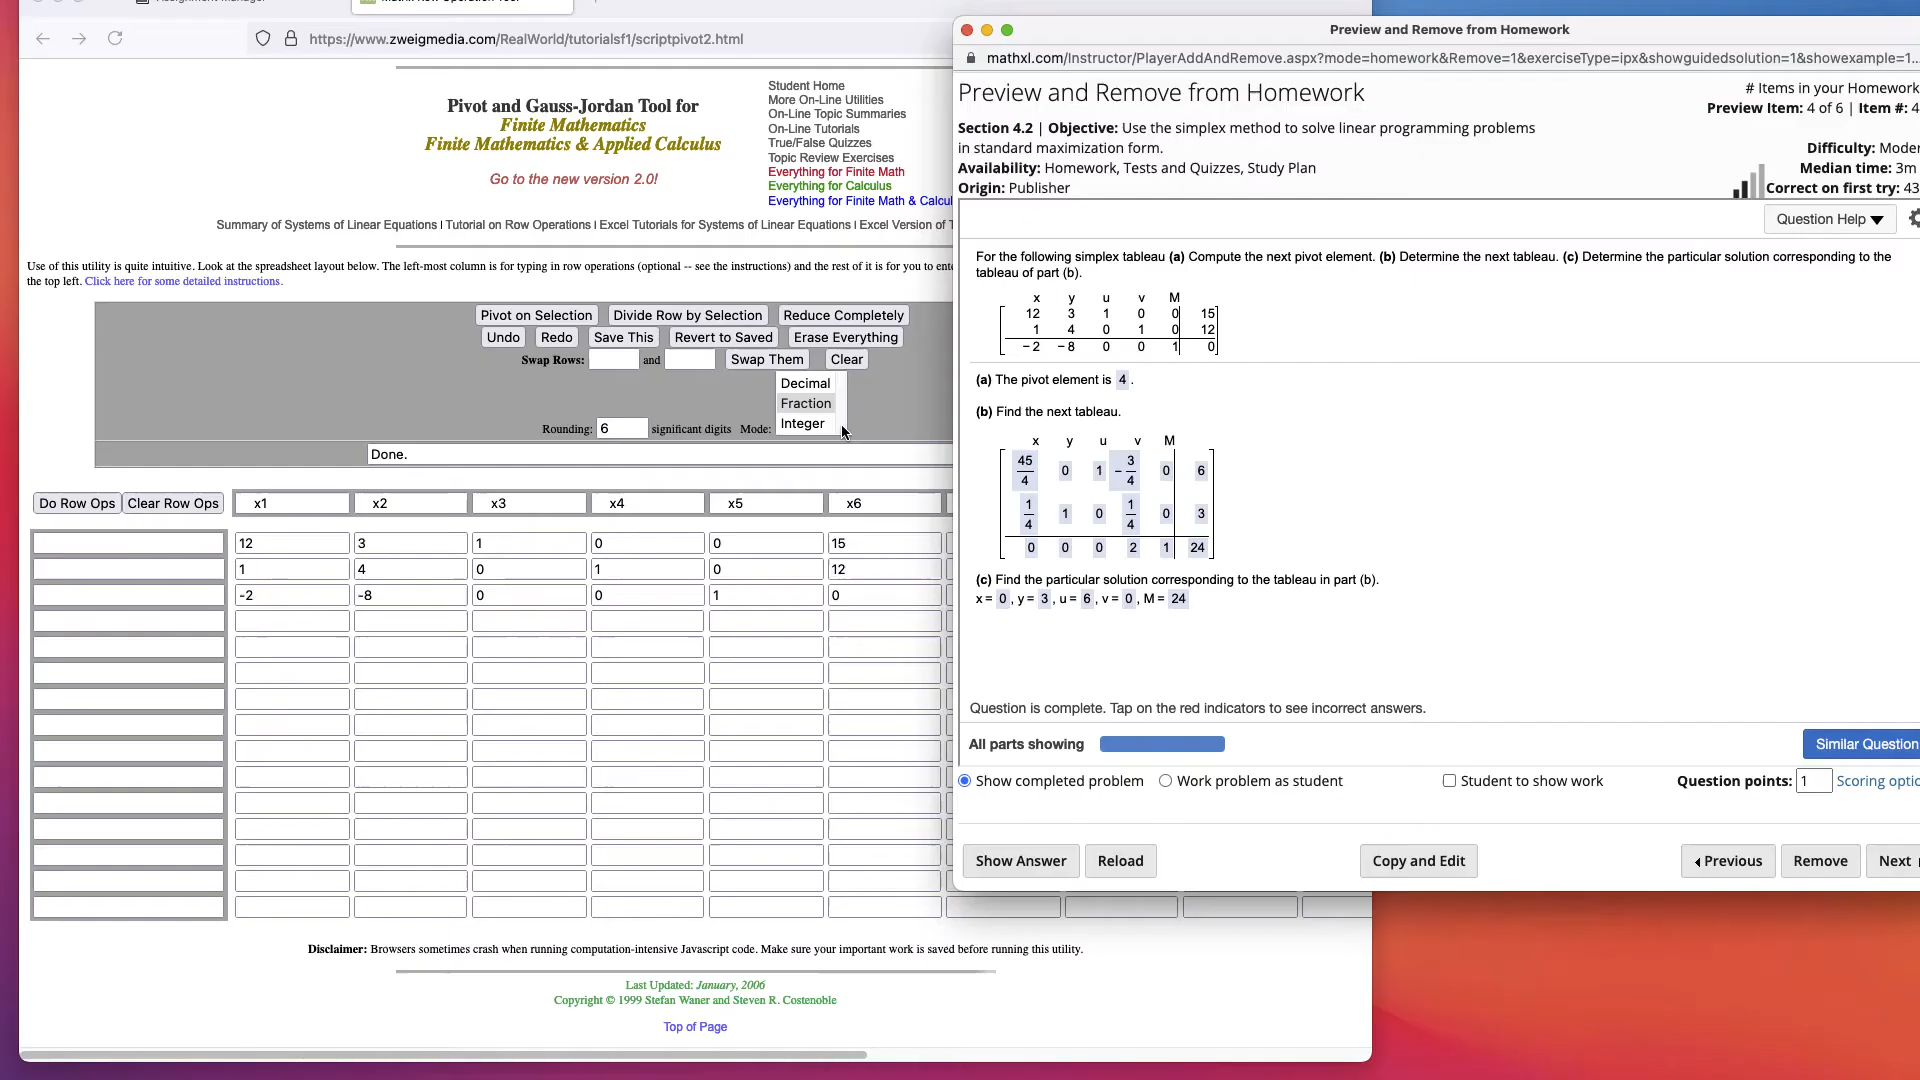 https://www.zweigmedia.com/RealWorld/tutorialsf1/scriptpivot2.html
Pivot and Gauss-Jordan Tool for
Finite Mathematics
Finite Mathematics & Applied Calculus
Go to the new version 2.0!
Student Home
More On-Line Utilities
On-Line Topic Summaries
On-Line Tutorials
True/False Quizzes
Topic Review Exercises
Everything for Finite Math
Everything for Calculus
Everything for Finite Math & Calcul
Summary of Systems of Linear Equations | Tutorial on Row Operations | Excel Tutorials for Systems of Linear Equations | Excel Version of T
Use of this utility is quite intuitive. Look at the spreadsheet layout below. The left-most column is for typing in row operations (optional -- see the instructions) and the rest of it is for you to ente
the top left. Click here for some detailed instructions.
Pivot on Selection Divide Row by Selection Reduce Completely
Undo Redo Save This Revert to Saved Erase Everything
Swap Rows: and Swap Them Clear
Decimal
Fraction
Integer
Rounding: 6 significant digits Mode:
Done.
Do Row Ops Clear Row Ops x1 x2 x3 x4 x5 x6
12 3 1 0 0 15
1 4 0 1 0 12
-2 -8 0 0 1 0
Disclaimer: Browsers sometimes crash when running computation-intensive Javascript code. Make sure your important work is saved before running this utility.
Last Updated: January, 2006
Copyright © 1999 Stefan Waner and Steven R. Costenoble
Top of Page
Preview and Remove from Homework
mathxl.com/Instructor/PlayerAddAndRemove.aspx?mode=homework&Remove=1&exerciseType=ipx&showguidedsolution=1&showexample=1...
Preview and Remove from Homework
# Items in your Homework
Preview Item: 4 of 6 | Item #: 4
Section 4.2 | Objective: Use the simplex method to solve linear programming problems
in standard maximization form.
Difficulty: Moder
Availability: Homework, Tests and Quizzes, Study Plan
Median time: 3m
Origin: Publisher
Correct on first try: 43
Question Help
For the following simplex tableau (a) Compute the next pivot element. (b) Determine the next tableau. (c) Determine the particular solution corresponding to the
tableau of part (b).
x y u v M
12 3 1 0 0 15
1 4 0 1 0 12
−2 −8 0 0 1 0
(a) The pivot element is 4.
(b) Find the next tableau.
x y u v M
45/4 0 1 −3/4 0 6
1/4 1 0 1/4 0 3
0 0 0 2 1 24
(c) Find the particular solution corresponding to the tableau in part (b).
x = 0, y = 3, u = 6, v = 0, M = 24
Question is complete. Tap on the red indicators to see incorrect answers.
All parts showing
Similar Question
Show completed problem Work problem as student Student to show work Question points: 1 Scoring optio
Show Answer Reload Copy and Edit Previous Remove Next